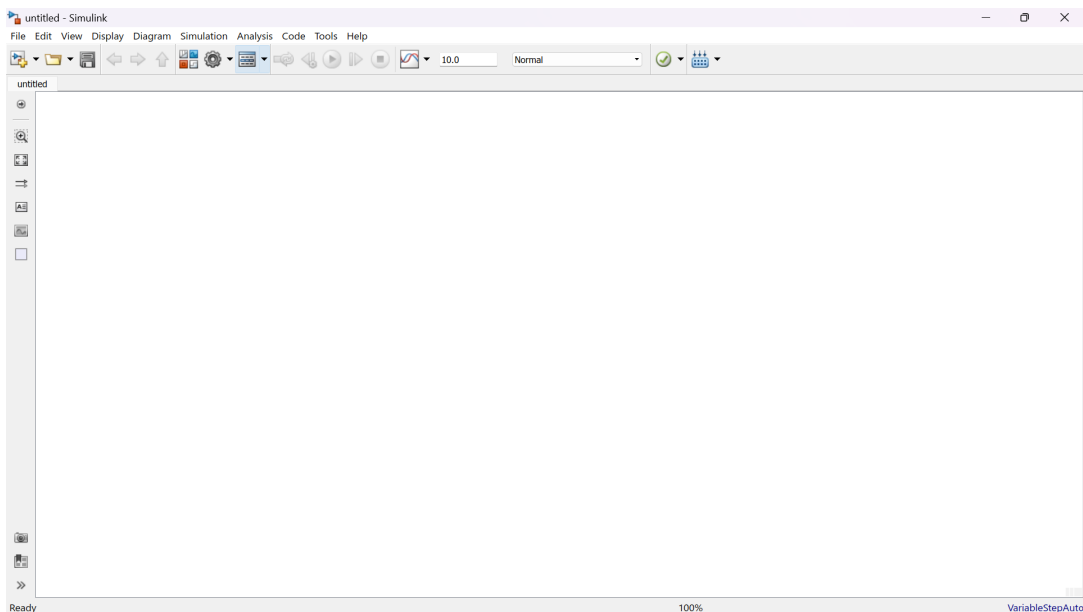 untitled - Simulink
File Edit View Display Diagram Simulation Analysis Code Tools Help
10.0 Normal
untitled
Ready 100% VariableStepAuto